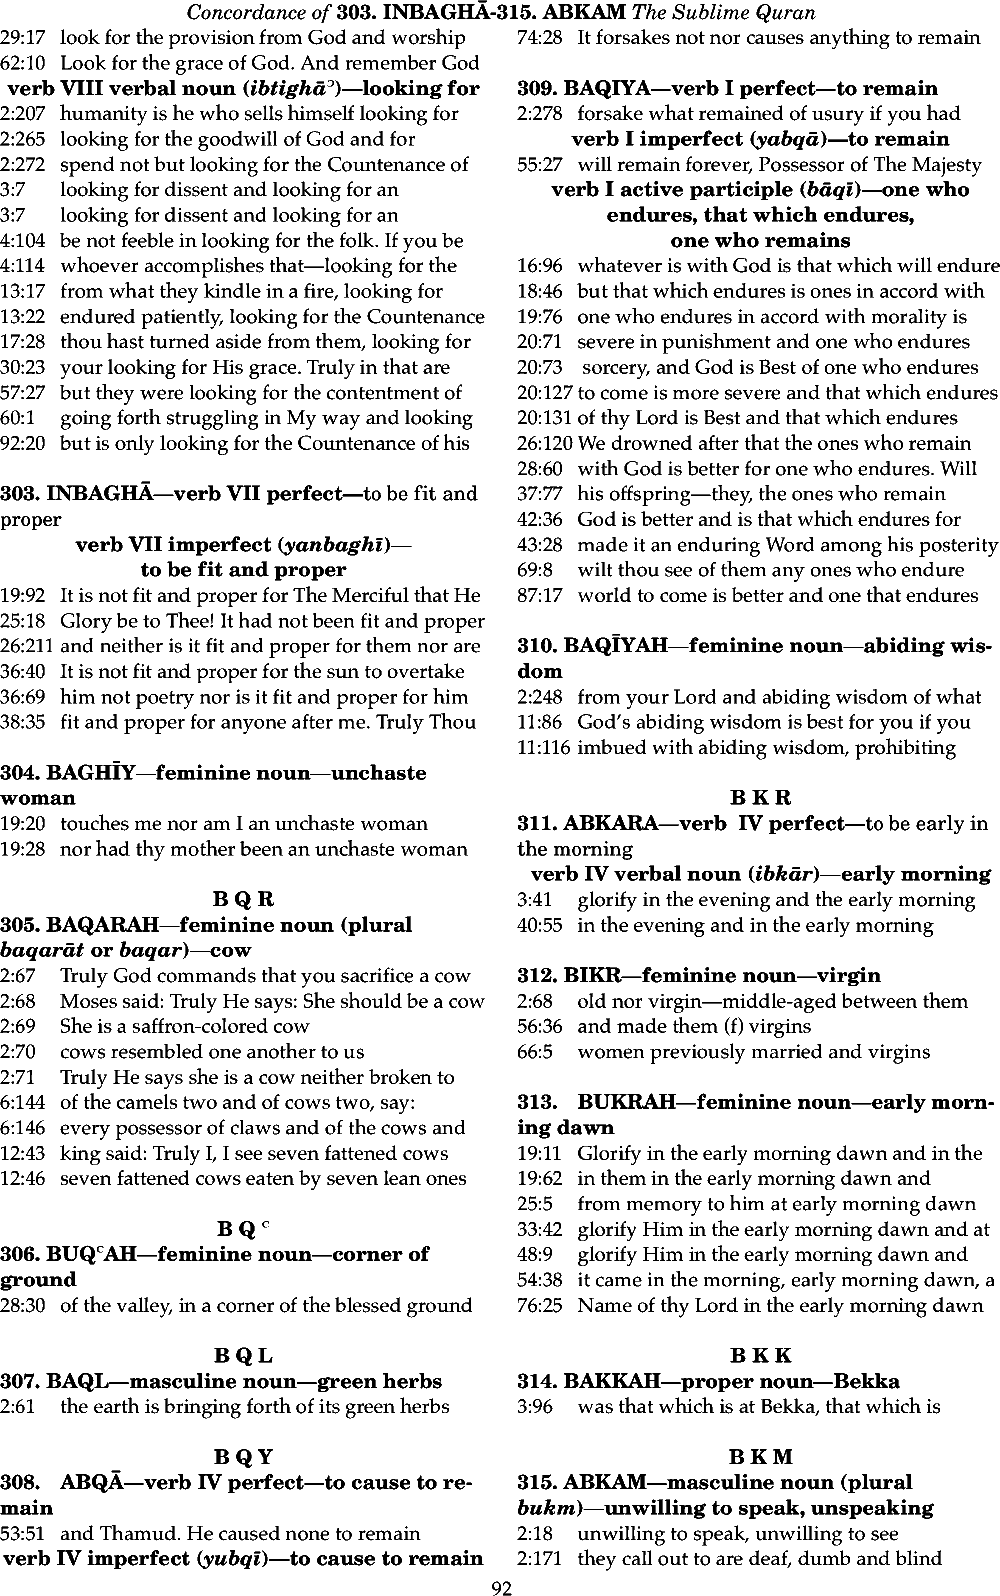 Concordance of 303. INBAGHĀ-315. ABKAM The Sublime Quran
29:17 look for the provision from God and worship
62:10 Look for the grace of God. And remember God
verb VIII verbal noun (ibtighāᵓ)—looking for
2:207 humanity is he who sells himself looking for
2:265 looking for the goodwill of God and for
2:272 spend not but looking for the Countenance of
3:7 looking for dissent and looking for an
3:7 looking for dissent and looking for an
4:104 be not feeble in looking for the folk. If you be
4:114 whoever accomplishes that—looking for the
13:17 from what they kindle in a fire, looking for
13:22 endured patiently, looking for the Countenance
17:28 thou hast turned aside from them, looking for
30:23 your looking for His grace. Truly in that are
57:27 but they were looking for the contentment of
60:1 going forth struggling in My way and looking
92:20 but is only looking for the Countenance of his
303. INBAGHĀ—verb VII perfect—to be fit and
proper
verb VII imperfect (yanbaghī)—
to be fit and proper
19:92 It is not fit and proper for The Merciful that He
25:18 Glory be to Thee! It had not been fit and proper
26:211 and neither is it fit and proper for them nor are
36:40 It is not fit and proper for the sun to overtake
36:69 him not poetry nor is it fit and proper for him
38:35 fit and proper for anyone after me. Truly Thou
304. BAGHĪY—feminine noun—unchaste
woman
19:20 touches me nor am I an unchaste woman
19:28 nor had thy mother been an unchaste woman
B Q R
305. BAQARAH—feminine noun (plural
baqarāt or baqar)—cow
2:67 Truly God commands that you sacrifice a cow
2:68 Moses said: Truly He says: She should be a cow
2:69 She is a saffron-colored cow
2:70 cows resembled one another to us
2:71 Truly He says she is a cow neither broken to
6:144 of the camels two and of cows two, say:
6:146 every possessor of claws and of the cows and
12:43 king said: Truly I, I see seven fattened cows
12:46 seven fattened cows eaten by seven lean ones
B Q ᶜ
306. BUQᶜAH—feminine noun—corner of
ground
28:30 of the valley, in a corner of the blessed ground
B Q L
307. BAQL—masculine noun—green herbs
2:61 the earth is bringing forth of its green herbs
B Q Y
308. ABQĀ—verb IV perfect—to cause to re-
main
53:51 and Thamud. He caused none to remain
verb IV imperfect (yubqī)—to cause to remain
74:28 It forsakes not nor causes anything to remain
309. BAQIYA—verb I perfect—to remain
2:278 forsake what remained of usury if you had
verb I imperfect (yabqā)—to remain
55:27 will remain forever, Possessor of The Majesty
verb I active participle (bāqī)—one who
endures, that which endures,
one who remains
16:96 whatever is with God is that which will endure
18:46 but that which endures is ones in accord with
19:76 one who endures in accord with morality is
20:71 severe in punishment and one who endures
20:73 sorcery, and God is Best of one who endures
20:127 to come is more severe and that which endures
20:131 of thy Lord is Best and that which endures
26:120 We drowned after that the ones who remain
28:60 with God is better for one who endures. Will
37:77 his offspring—they, the ones who remain
42:36 God is better and is that which endures for
43:28 made it an enduring Word among his posterity
69:8 wilt thou see of them any ones who endure
87:17 world to come is better and one that endures
310. BAQĪYAH—feminine noun—abiding wis-
dom
2:248 from your Lord and abiding wisdom of what
11:86 God's abiding wisdom is best for you if you
11:116 imbued with abiding wisdom, prohibiting
B K R
311. ABKARA—verb IV perfect—to be early in
the morning
verb IV verbal noun (ibkār)—early morning
3:41 glorify in the evening and the early morning
40:55 in the evening and in the early morning
312. BIKR—feminine noun—virgin
2:68 old nor virgin—middle-aged between them
56:36 and made them (f) virgins
66:5 women previously married and virgins
313. BUKRAH—feminine noun—early morn-
ing dawn
19:11 Glorify in the early morning dawn and in the
19:62 in them in the early morning dawn and
25:5 from memory to him at early morning dawn
33:42 glorify Him in the early morning dawn and at
48:9 glorify Him in the early morning dawn and
54:38 it came in the morning, early morning dawn, a
76:25 Name of thy Lord in the early morning dawn
B K K
314. BAKKAH—proper noun—Bekka
3:96 was that which is at Bekka, that which is
B K M
315. ABKAM—masculine noun (plural
bukm)—unwilling to speak, unspeaking
2:18 unwilling to speak, unwilling to see
2:171 they call out to are deaf, dumb and blind
92